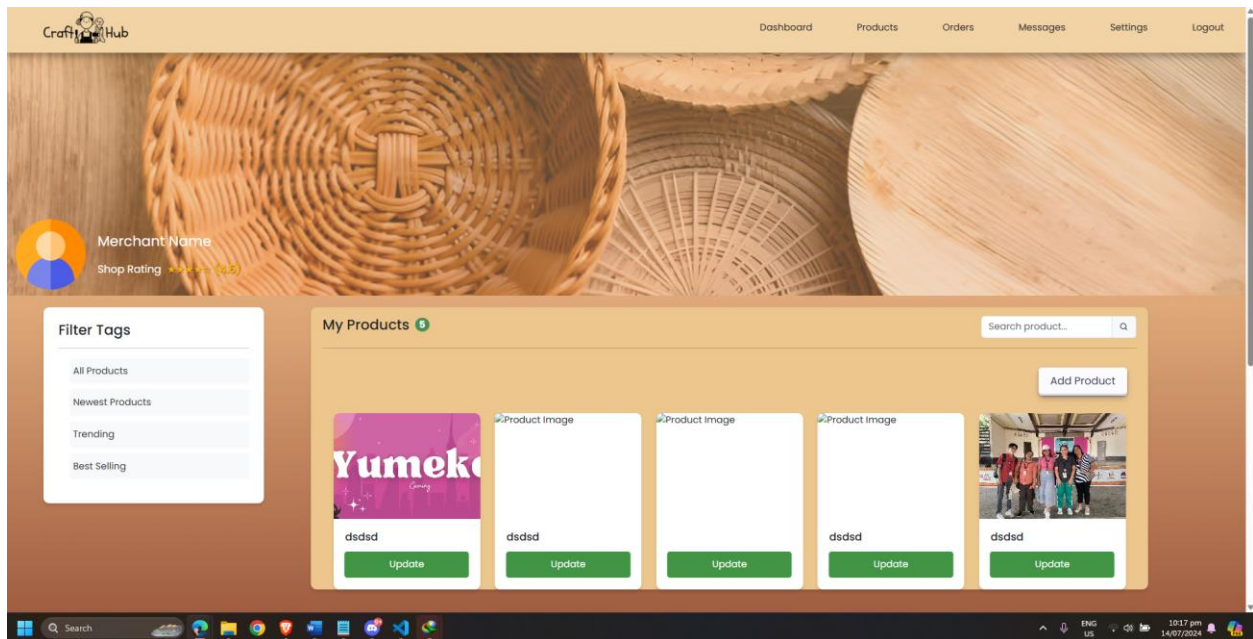 Craft Hub
Dashboard Products Orders Messages Settings Logout
Merchant Name
Shop Rating ★★★★☆ (4.5)
Filter Tags
All Products
Newest Products
Trending
Best Selling
My Products 5
Search product...
Add Product
Yumeko
Product Image
Product Image
Product Image
dsdsd
dsdsd
dsdsd
dsdsd
Update
Update
Update
Update
Update
Search
ENG
US
10:17 pm
14/07/2024